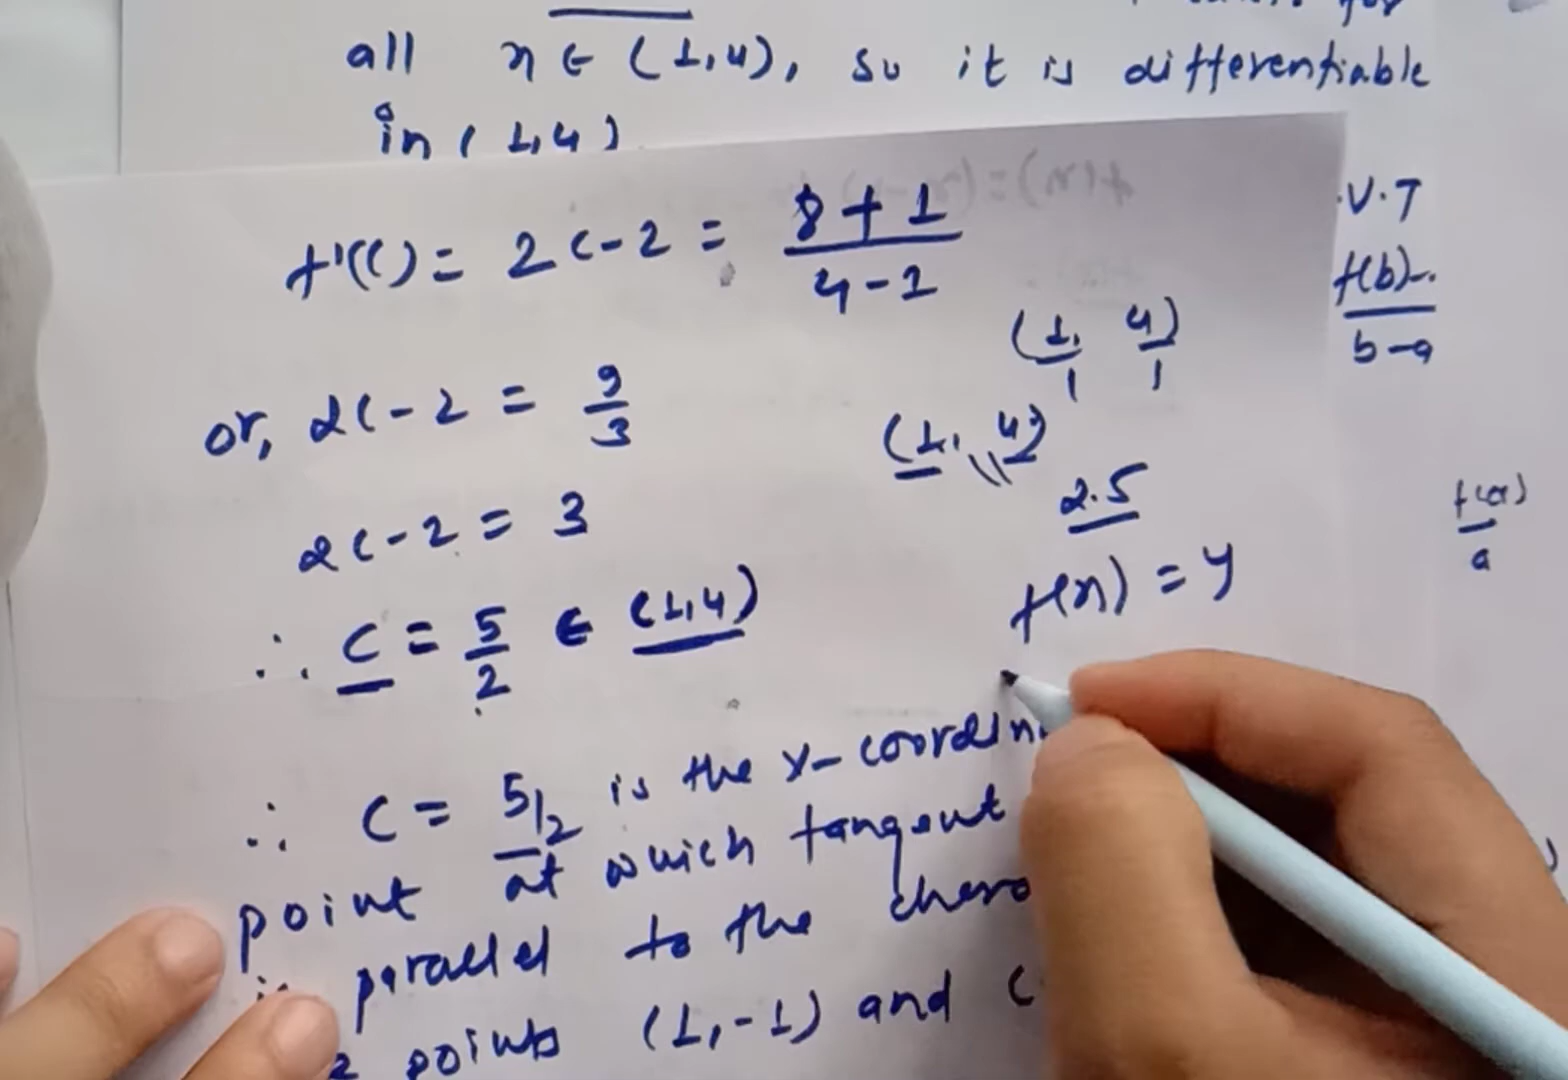 for
all x ∈ (1,4), so it is differentiable
in (1,4)
f'(c) = 2c-2 = 8+1
4-1
.V.T
f(b)-.
b-a
(1, 4)
or, 2c-2 = 9
3
(1, 4)
2.5
f(a)
a
2c-2 = 3
f(x) = y
∴ c = 5/2 ∈ (1,4)
∴ c = 5/2 is the x-coordin
point at which tangent
is parallel to the chord
points (1,-1) and (